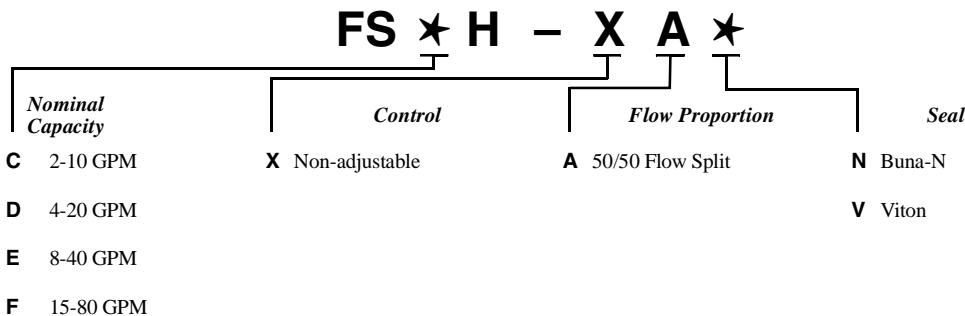 FS ★ H – X A ★
Nominal
Capacity
C 2-10 GPM
D 4-20 GPM
E 8-40 GPM
F 15-80 GPM
Control
X Non-adjustable
Flow Proportion
A 50/50 Flow Split
Seal
N Buna-N
V Viton